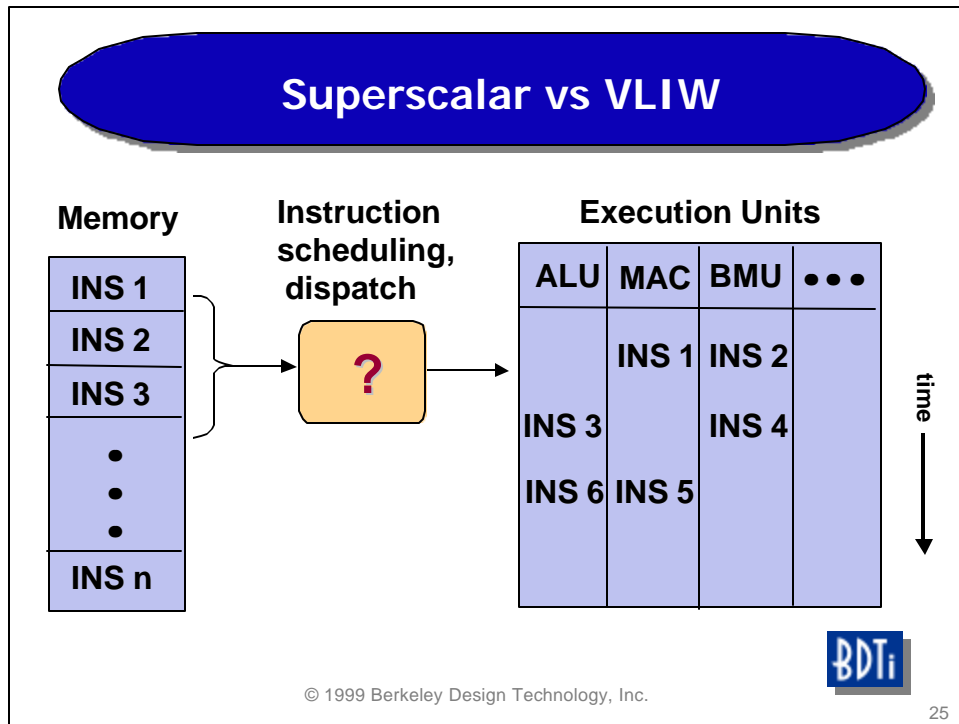 Superscalar vs VLIW
Memory
Instruction
scheduling,
dispatch
Execution Units
INS 1
INS 2
INS 3
•
•
•
INS n
?
ALU MAC BMU •••
INS 1 INS 2
INS 3 INS 4
INS 6 INS 5
time
BDTi
© 1999 Berkeley Design Technology, Inc.
25